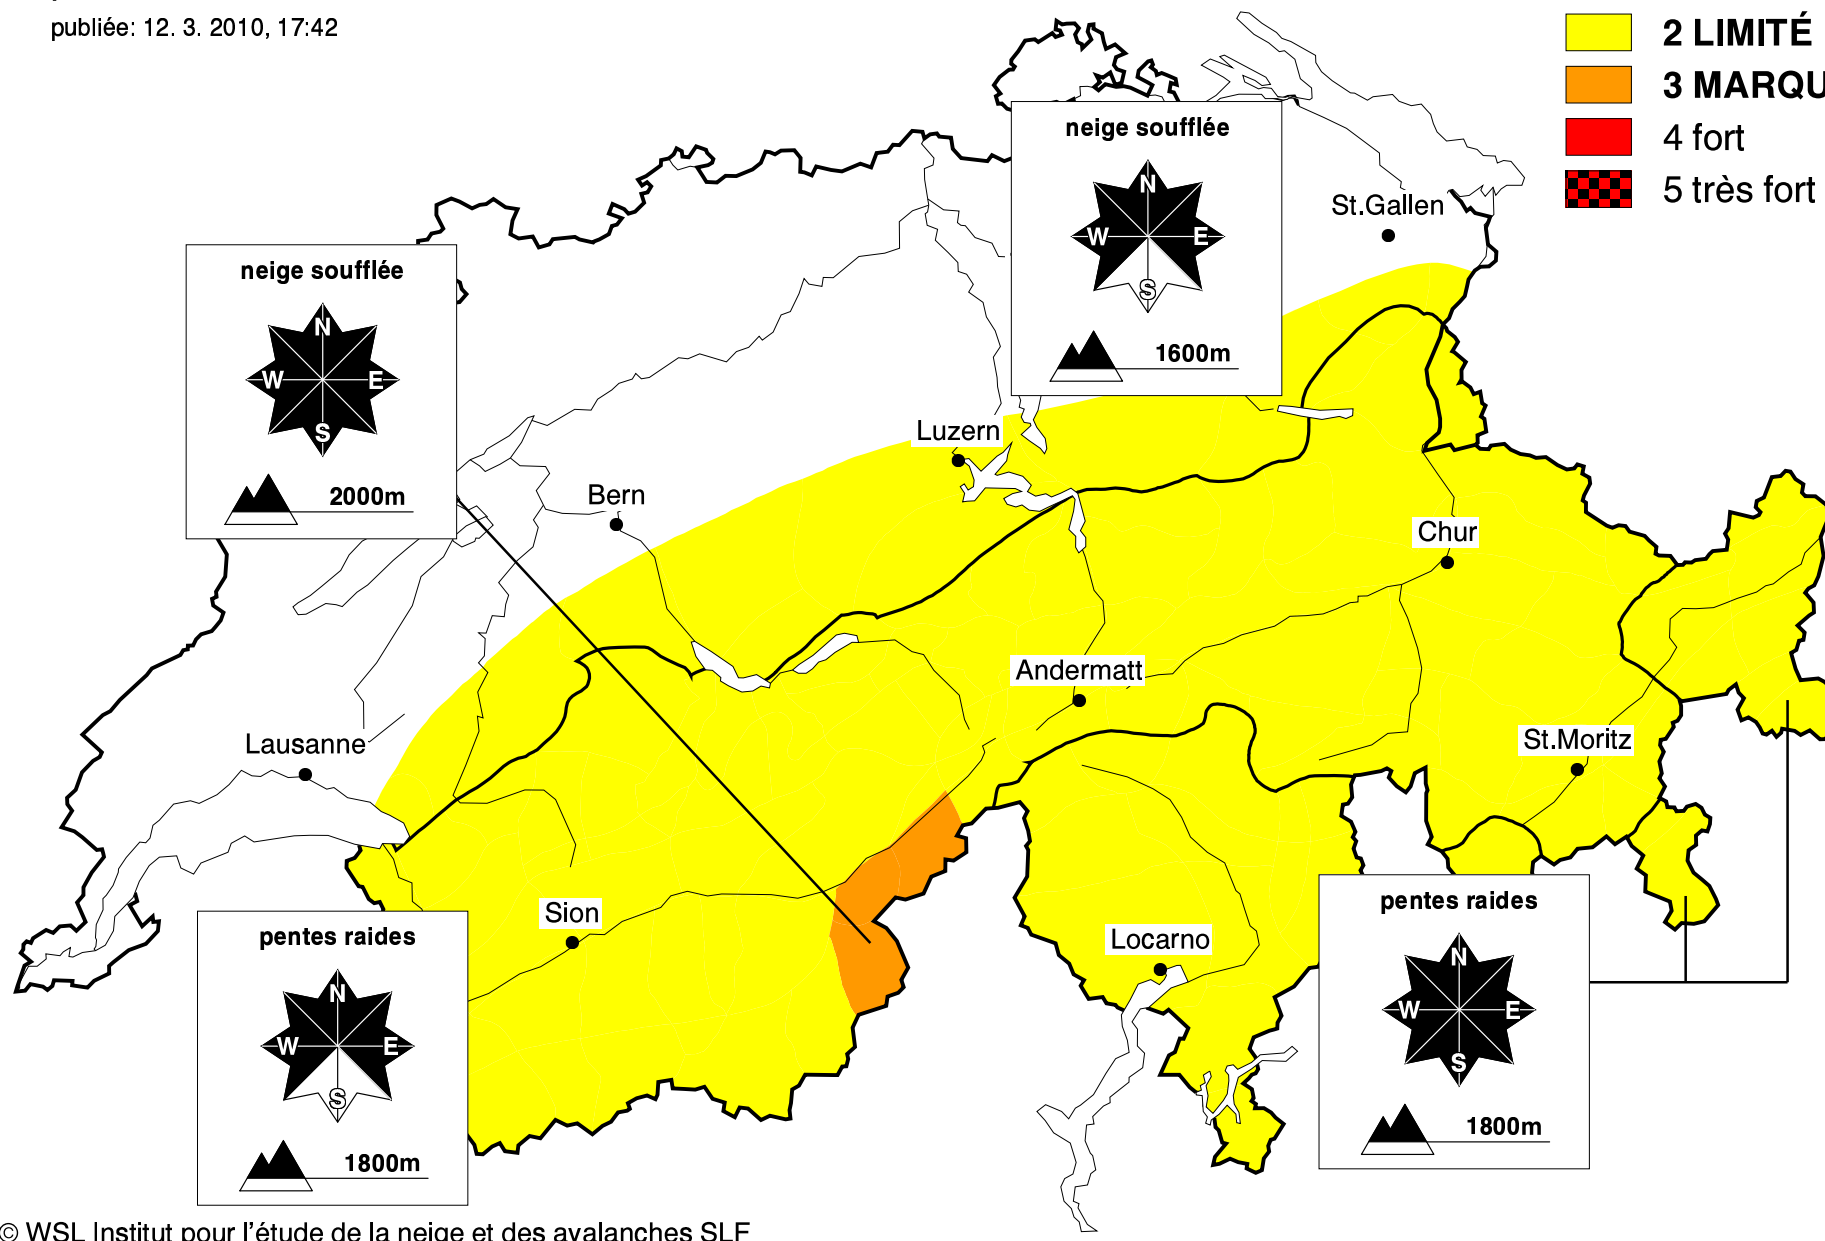 publiée: 12. 3. 2010, 17:42
2 LIMITÉ
3 MARQU
4 fort
5 très fort
neige soufflée
N
W E
S
1600m
St.Gallen
neige soufflée
N
W E
S
2000m
Luzern
Bern
Chur
Andermatt
St.Moritz
Lausanne
Sion
Locarno
pentes raides
N
W E
S
1800m
pentes raides
N
W E
S
1800m
© WSL Institut pour l'étude de la neige et des avalanches SLF